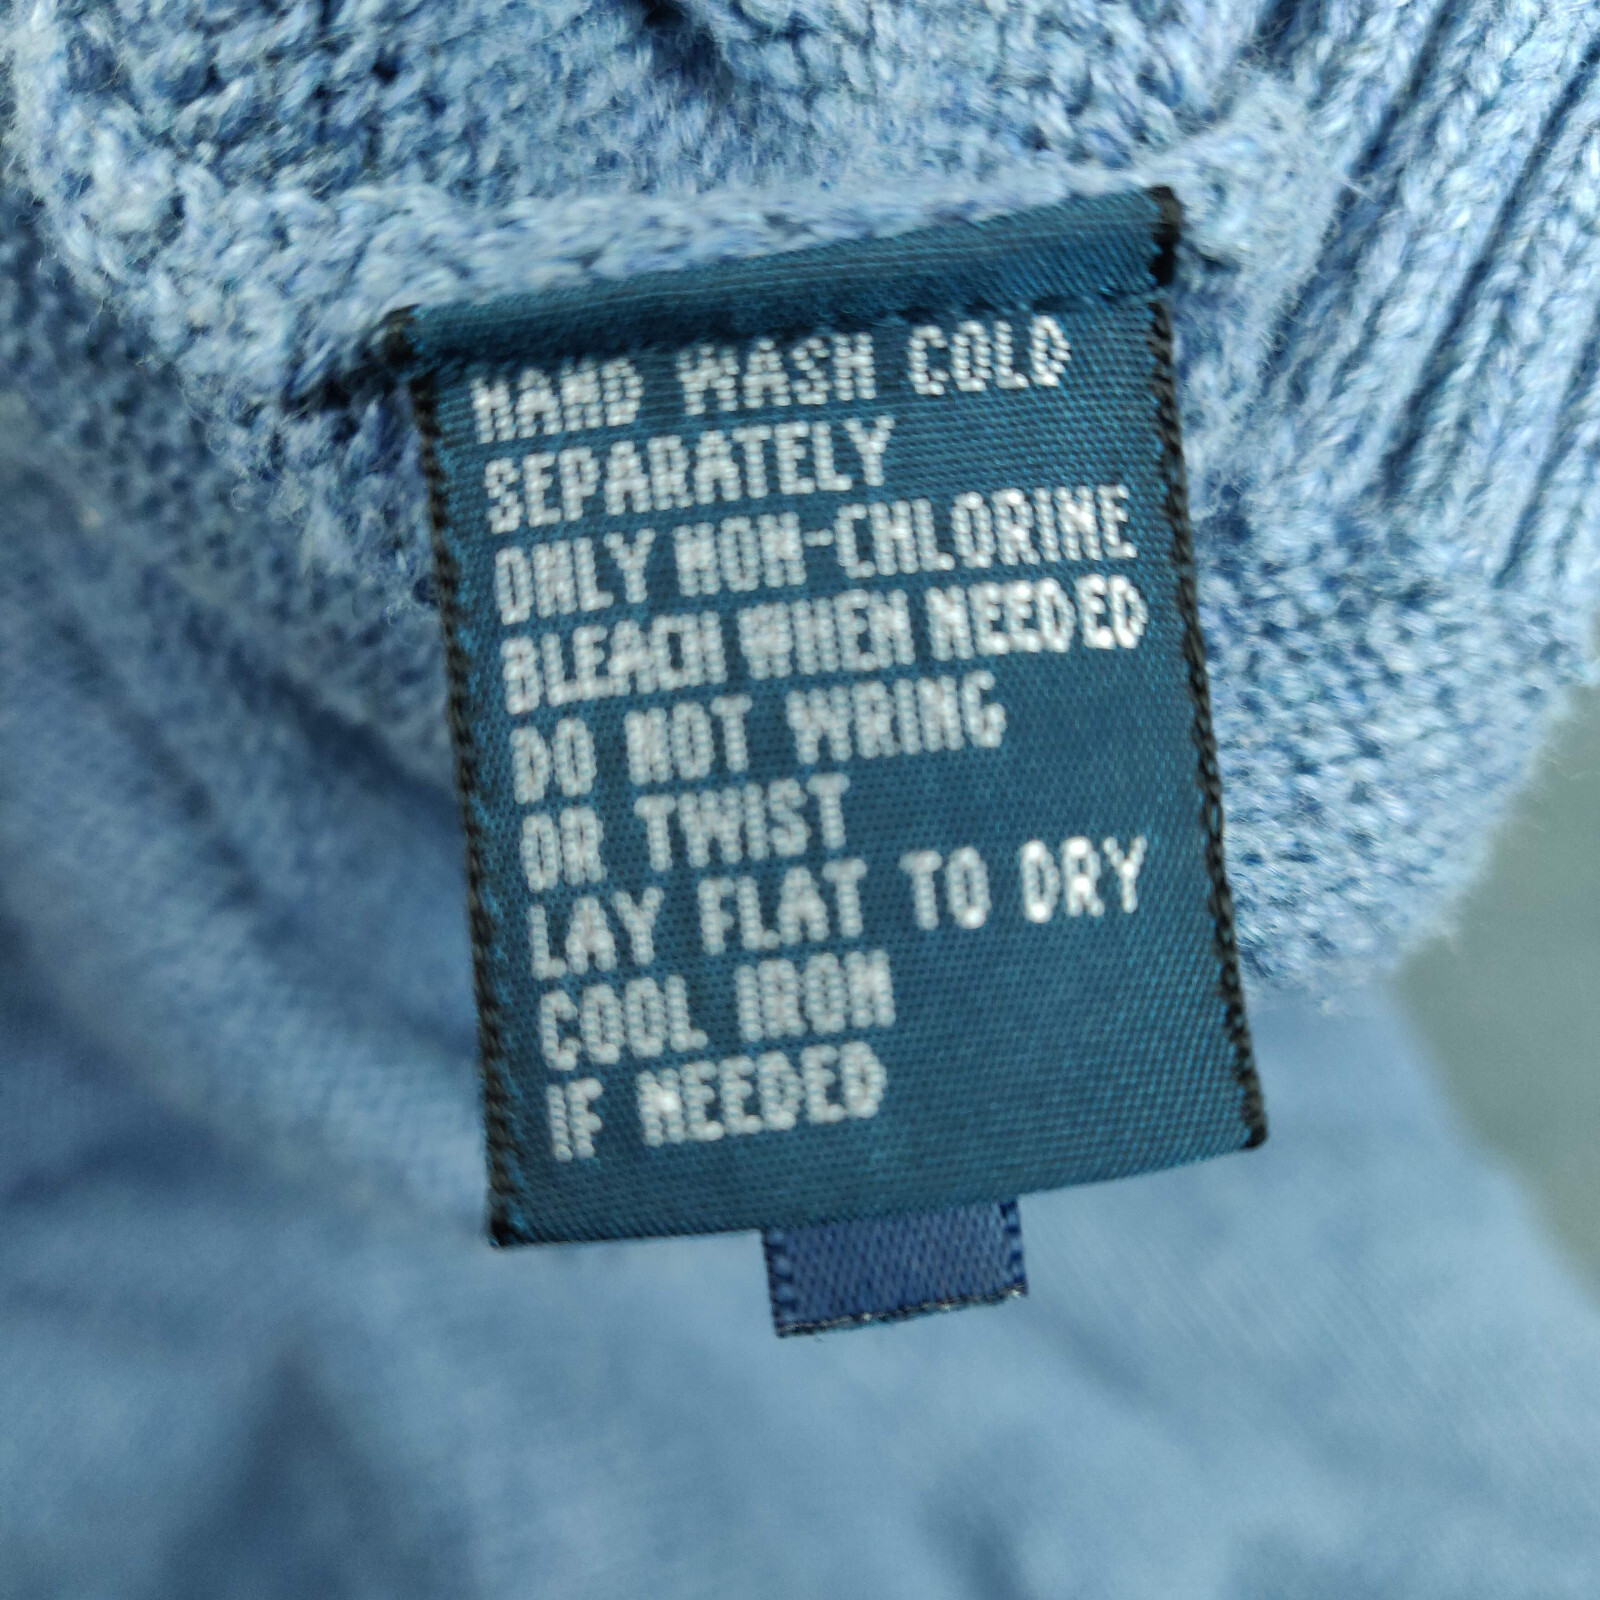 HAND WASH COLD
SEPARATELY
ONLY NON-CHLORINE
BLEACH WHEN NEEDED
DO NOT WRING
OR TWIST
LAY FLAT TO DRY
COOL IRON
IF NEEDED